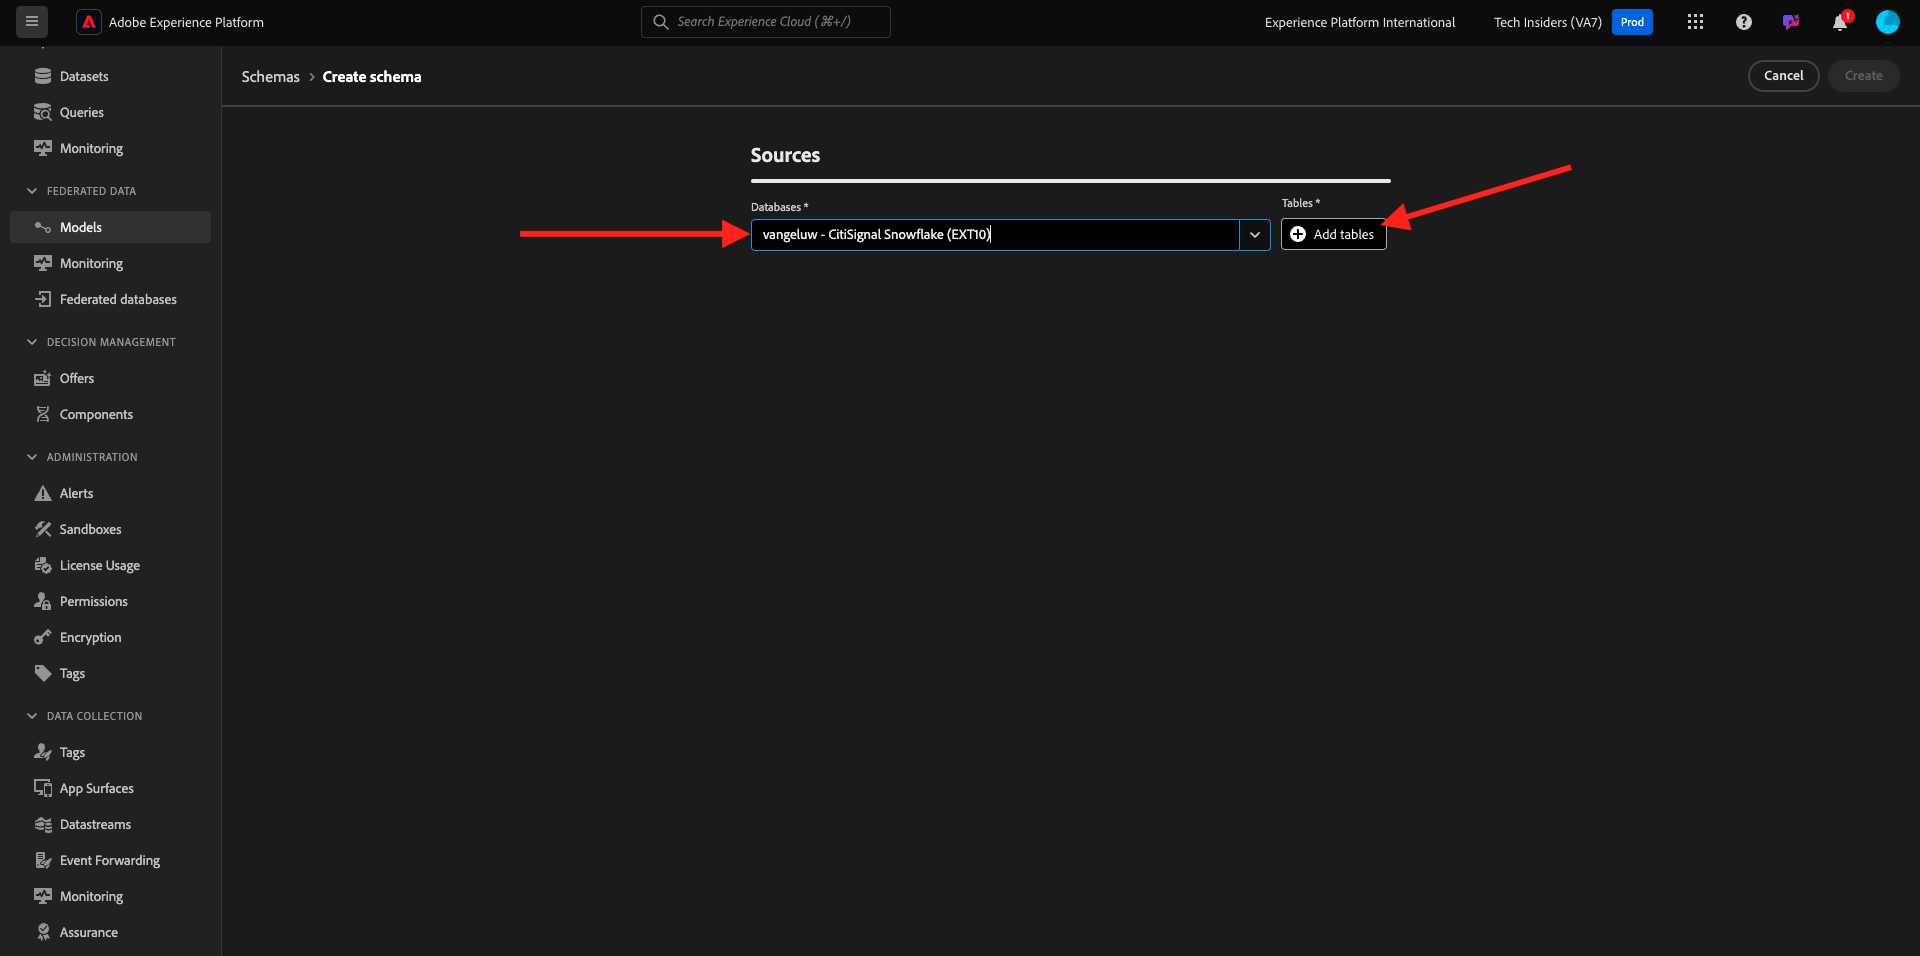 Adobe Experience Platform
Search Experience Cloud (⌘+/)
Experience Platform International
Tech Insiders (VA7)
Prod
1
Datasets
Queries
Monitoring
FEDERATED DATA
Models
Monitoring
Federated databases
DECISION MANAGEMENT
Offers
Components
ADMINISTRATION
Alerts
Sandboxes
License Usage
Permissions
Encryption
Tags
DATA COLLECTION
Tags
App Surfaces
Datastreams
Event Forwarding
Monitoring
Assurance
Schemas > Create schema
Cancel
Create
Sources
Databases *
vangeluw - CitiSignal Snowflake (EXT10)
Tables *
Add tables